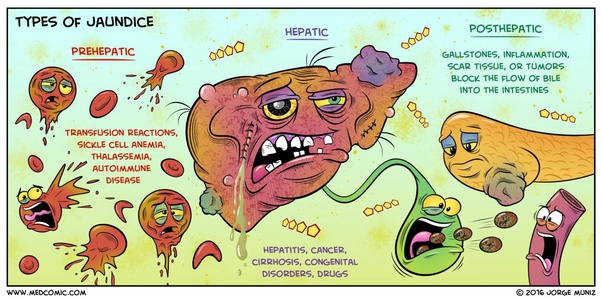 TYPES OF JAUNDICE
PREHEPATIC
TRANSFUSION REACTIONS,
SICKLE CELL ANEMIA,
THALASSEMIA,
AUTOIMMUNE
DISEASE
HEPATIC
HEPATITIS, CANCER,
CIRRHOSIS, CONGENITAL
DISORDERS, DRUGS
POSTHEPATIC
GALLSTONES, INFLAMMATION,
SCAR TISSUE, OR TUMORS
BLOCK THE FLOW OF BILE
INTO THE INTESTINES
WWW.MEDCOMIC.COM
© 2016 JORGE MUNIZ